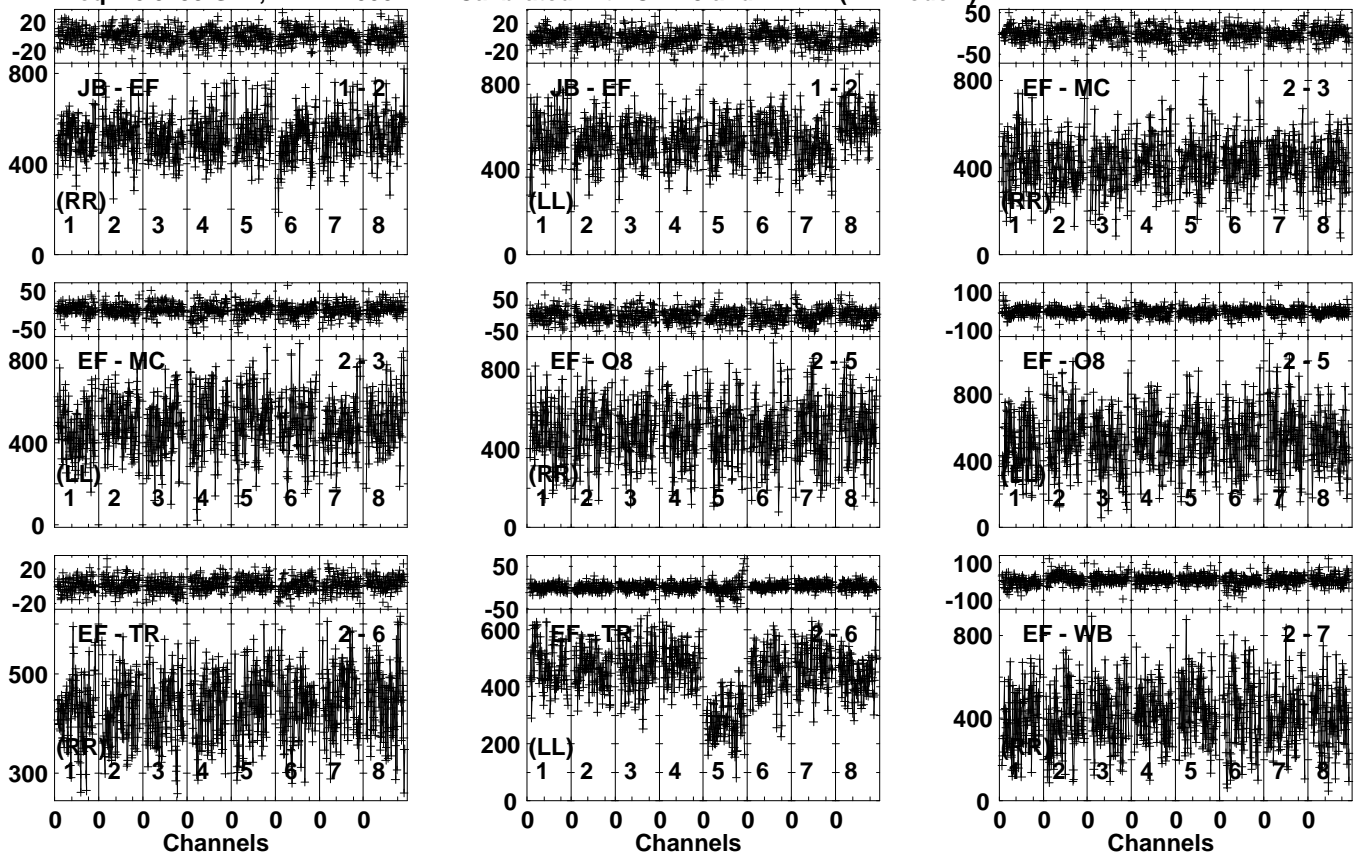 20 20 50
-20 -20 -50
800 JB - EF 1 - 2 800 JB - EF 1 - 2 800 EF - MC 2 - 3
400 400 400
(RR) (LL) (RR)
1 2 3 4 5 6 7 8 1 2 3 4 5 6 7 8 1 2 3 4 5 6 7 8
0 0 0
50 50 100
-50 -50 -100
800 EF - MC 2 - 3 800 EF - O8 2 - 5 800 EF - O8 2 - 5
400 400 400
(LL) (RR) (LL)
1 2 3 4 5 6 7 8 1 2 3 4 5 6 7 8 1 2 3 4 5 6 7 8
0 0 0
20 50 100
-20 -50 -100
EF - TR 2 - 6 600 EF - TR 2 - 6 800 EF - WB 2 - 7
500 400 400
(RR) 200 (LL) (RR)
300 1 2 3 4 5 6 7 8 1 2 3 4 5 6 7 8 1 2 3 4 5 6 7 8
0 0
0 0 0 0 0 0 0 0 0 0 0 0 0 0 0 0 0 0 0 0 0 0 0 0
Channels Channels Channels